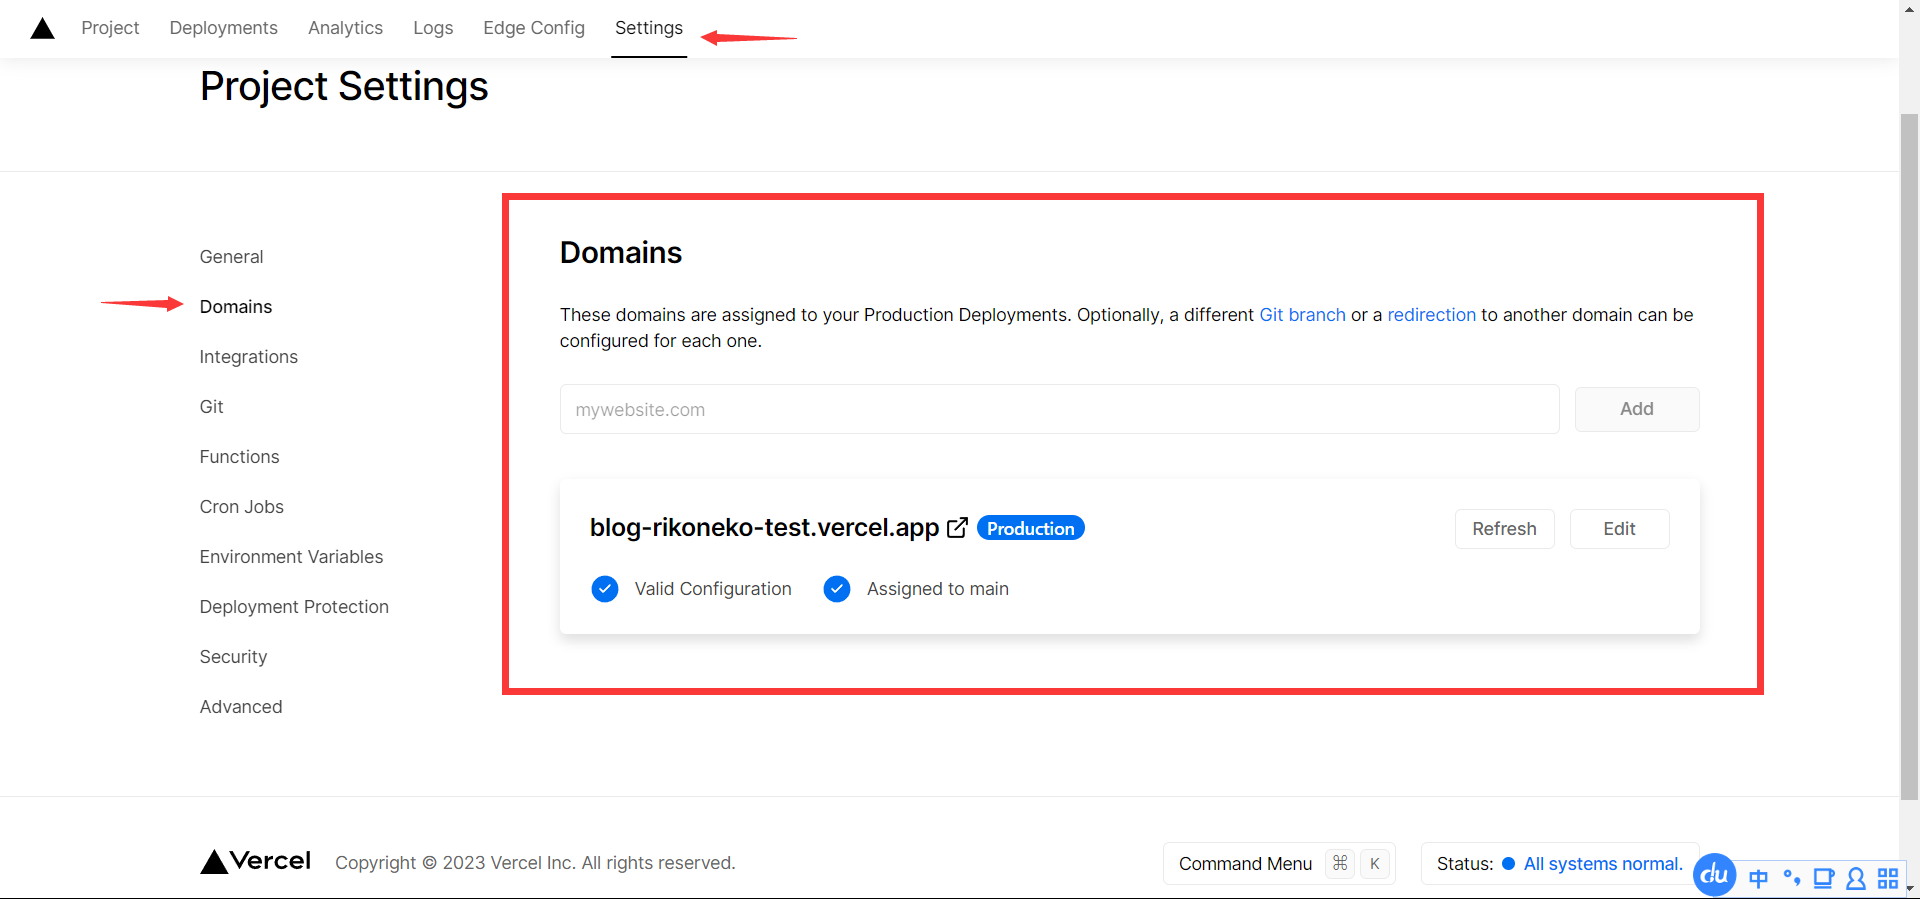 Project Deployments Analytics Logs Edge Config Settings
Project Settings
General
Domains
Integrations
Git
Functions
Cron Jobs
Environment Variables
Deployment Protection
Security
Advanced
Domains
These domains are assigned to your Production Deployments. Optionally, a different Git branch or a redirection to another domain can be
configured for each one.
mywebsite.com
Add
blog-rikoneko-test.vercel.app Production
Refresh Edit
Valid Configuration Assigned to main
Vercel Copyright © 2023 Vercel Inc. All rights reserved.
Command Menu ⌘ K
Status: All systems normal.
du 中 °,